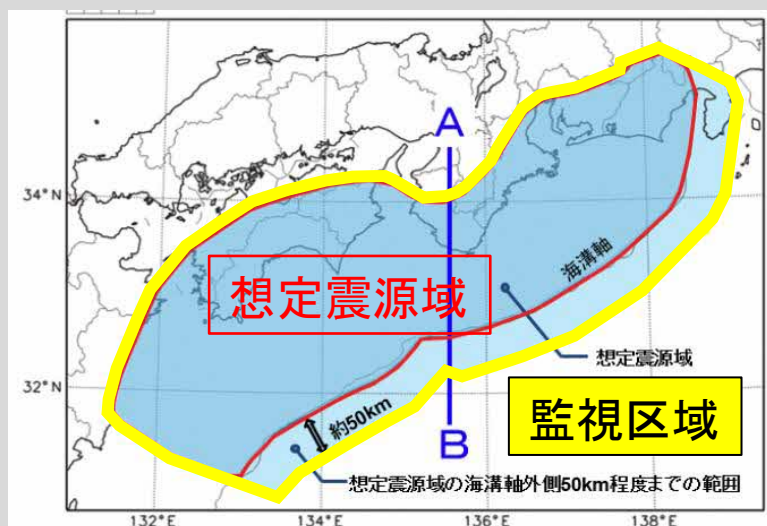 A
34°N
海溝軸
想定震源域
想定震源域
32°N
約50km
監視区域
B
想定震源域の海溝軸外側50km程度までの範囲
132°E
134°E
136°E
138°E